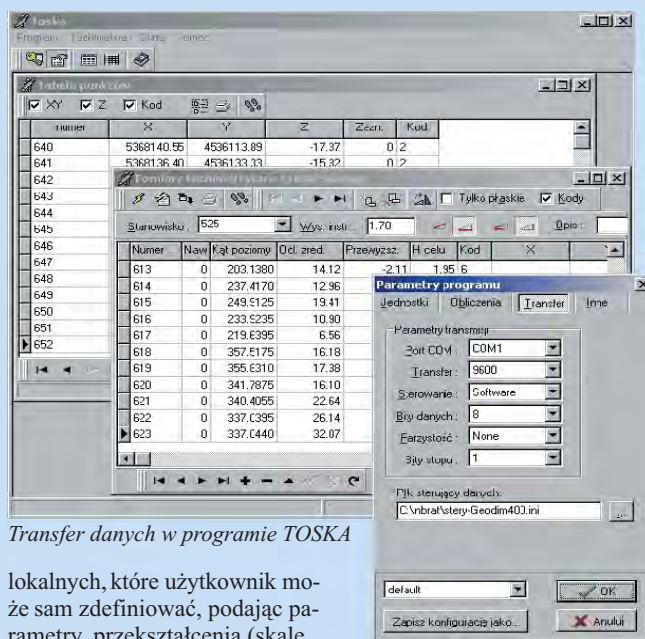 Toska
Program
Pomoc
Tabela punktów
XY Z Kod
numer X Y Z Kod
640 5368140.55 4536113.89 -17.37 0 2
641 5368136.40 4536133.33 -15.32 0 2
642
643
644
645
646
647
648
649
650
651
652
Tylko płaskie Kody
Stanowisko : 525 Wys. instr.: 1.70 Opis :
Numer Naw Kąt poziomy Odl. zred. Przewyższ. H celu Kod X
613 0 203.1380 14.12 -2.11 1.95 6
614 0 237.4170 12.96
615 0 249.9125 19.41
616 0 233.9235 10.90
617 0 219.6395 6.56
618 0 357.5175 16.18
619 0 355.6310 17.38
620 0 341.7875 16.10
621 0 340.4055 22.64
622 0 337.0395 26.14
623 0 337.0440 32.07
Parametry programu
Jednostki Obliczenia Transfer Inne
Parametry transmisji
Port COM : COM1
Transfer : 9600
Sterowanie : Software
Bity danych : 8
Parzystość : None
Bity stopu : 1
Plik sterujący danych:
C:\nbrat\stery-Geodim400.ini
...
default
OK
Zapisz konfigurację jako...
Anuluj
Transfer danych w programie TOSKA
lokalnych, które użytkownik mo-
że sam zdefiniować, podając pa-
rametry przekształcenia (skalę